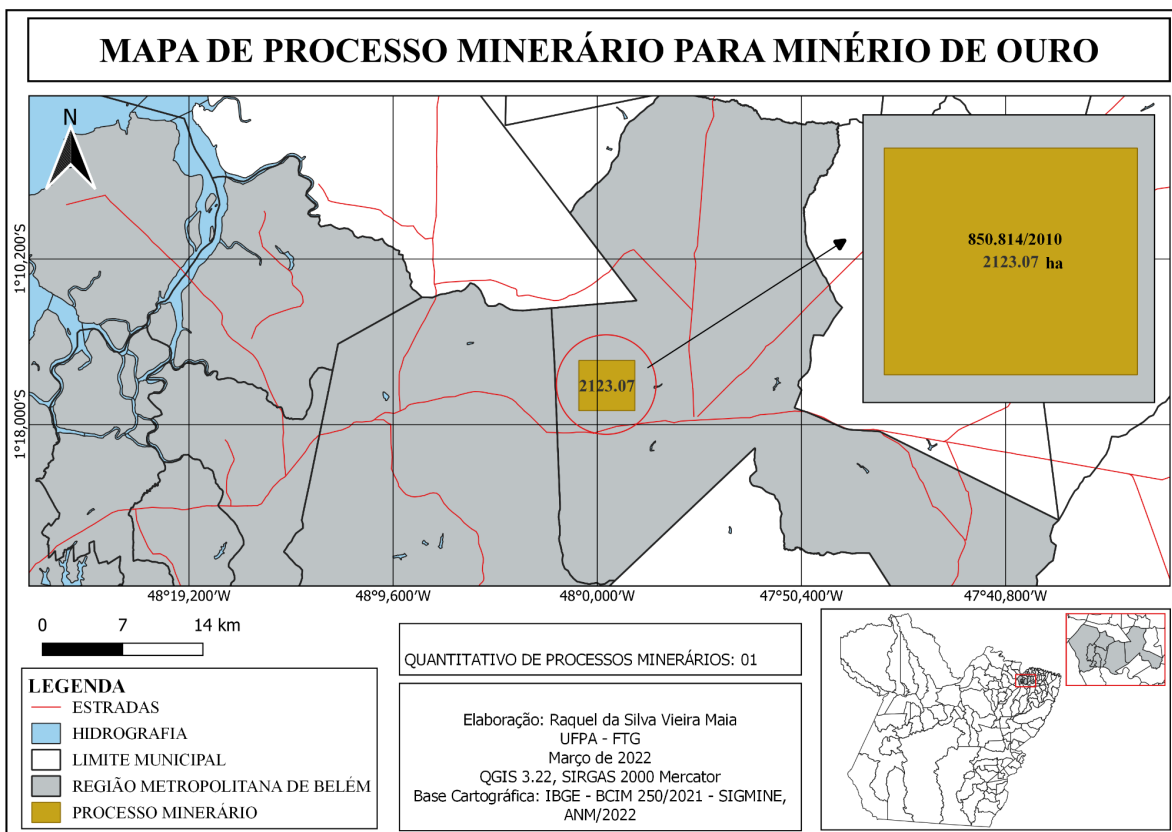 MAPA DE PROCESSO MINERÁRIO PARA MINÉRIO DE OURO
N
1°10,200'S
1°18,000'S
850.814/2010
2123.07 ha
2123.07
48°19,200'W
48°9,600'W
48°0,000'W
47°50,400'W
47°40,800'W
0 7 14 km
QUANTITATIVO DE PROCESSOS MINERÁRIOS: 01
LEGENDA
ESTRADAS
HIDROGRAFIA
LIMITE MUNICIPAL
REGIÃO METROPOLITANA DE BELÉM
PROCESSO MINERÁRIO
Elaboração: Raquel da Silva Vieira Maia
UFPA - FTG
Março de 2022
QGIS 3.22, SIRGAS 2000 Mercator
Base Cartográfica: IBGE - BCIM 250/2021 - SIGMINE,
ANM/2022